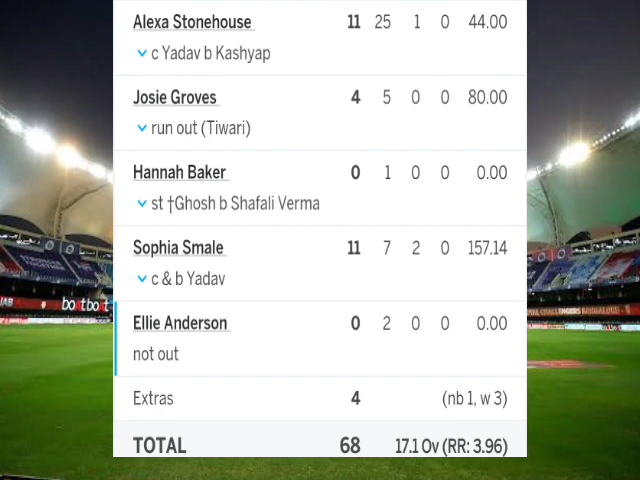 Alexa Stonehouse 11 25 1 0 44.00
c Yadav b Kashyap
Josie Groves 4 5 0 0 80.00
run out (Tiwari)
Hannah Baker 0 1 0 0 0.00
st †Ghosh b Shafali Verma
Sophia Smale 11 7 2 0 157.14
c & b Yadav
Ellie Anderson 0 2 0 0 0.00
not out
Extras 4 (nb 1, w 3)
TOTAL 68 17.1 Ov (RR: 3.96)